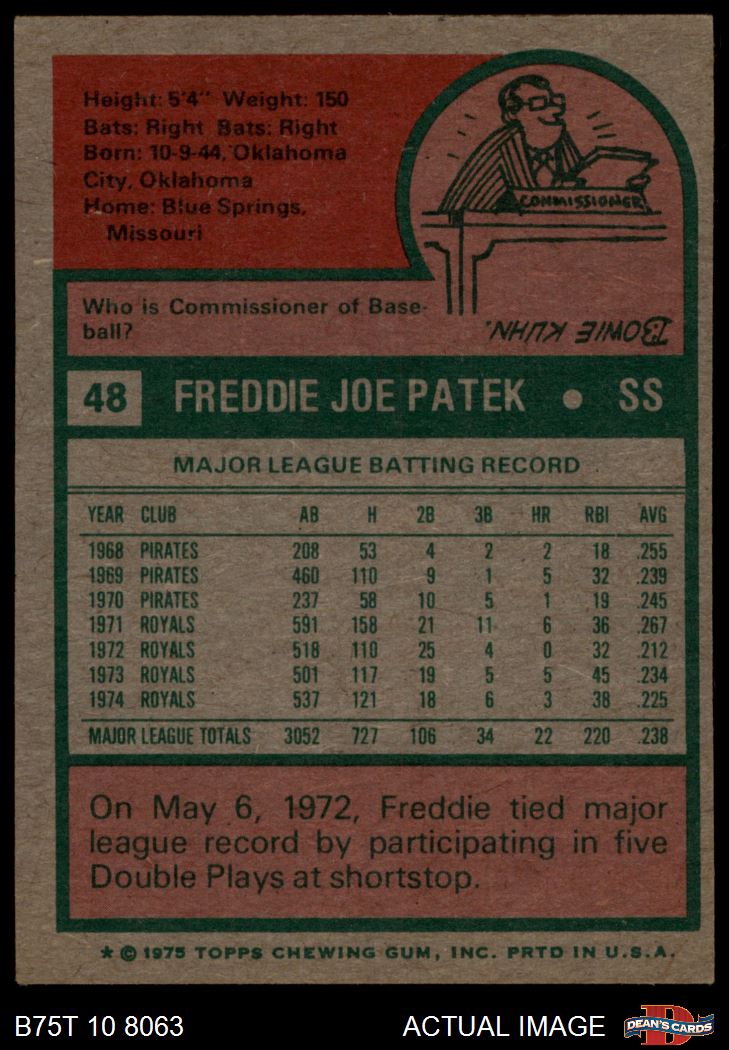 Height: 5'4" Weight: 150
Bats: Right Bats: Right
Born: 10-9-44, Oklahoma
City, Oklahoma
Home: Blue Springs,
Missouri
COMMISSIONER
Who is Commissioner of Base-
ball?
BOWIE KUHN.
48 FREDDIE JOE PATEK • SS
MAJOR LEAGUE BATTING RECORD
YEAR CLUB AB H 2B 3B HR RBI AVG
1968 PIRATES 208 53 4 2 2 18 .255
1969 PIRATES 460 110 9 1 5 32 .239
1970 PIRATES 237 58 10 5 1 19 .245
1971 ROYALS 591 158 21 11 6 36 .267
1972 ROYALS 518 110 25 4 0 32 .212
1973 ROYALS 501 117 19 5 5 45 .234
1974 ROYALS 537 121 18 6 3 38 .225
MAJOR LEAGUE TOTALS 3052 727 106 34 22 220 .238
On May 6, 1972, Freddie tied major
league record by participating in five
Double Plays at shortstop.
* © 1975 TOPPS CHEWING GUM, INC. PRTD IN U.S.A.
B75T 10 8063 ACTUAL IMAGE DEAN'S CARDS